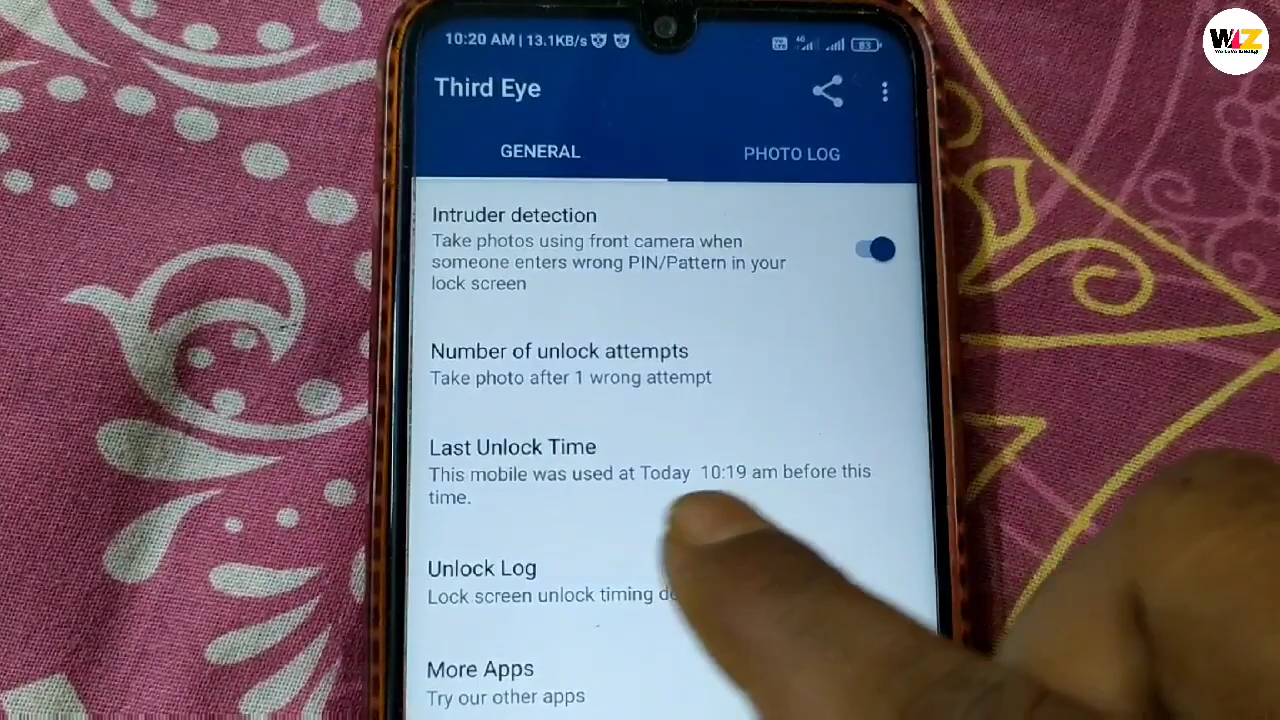 WLZ
10:20 AM | 13.1KB/s
4G
83
Third Eye
GENERAL
PHOTO LOG
Intruder detection
Take photos using front camera when
someone enters wrong PIN/Pattern in your
lock screen
Number of unlock attempts
Take photo after 1 wrong attempt
Last Unlock Time
This mobile was used at Today 10:19 am before this
time.
Unlock Log
Lock screen unlock timing
More Apps
Try our other apps